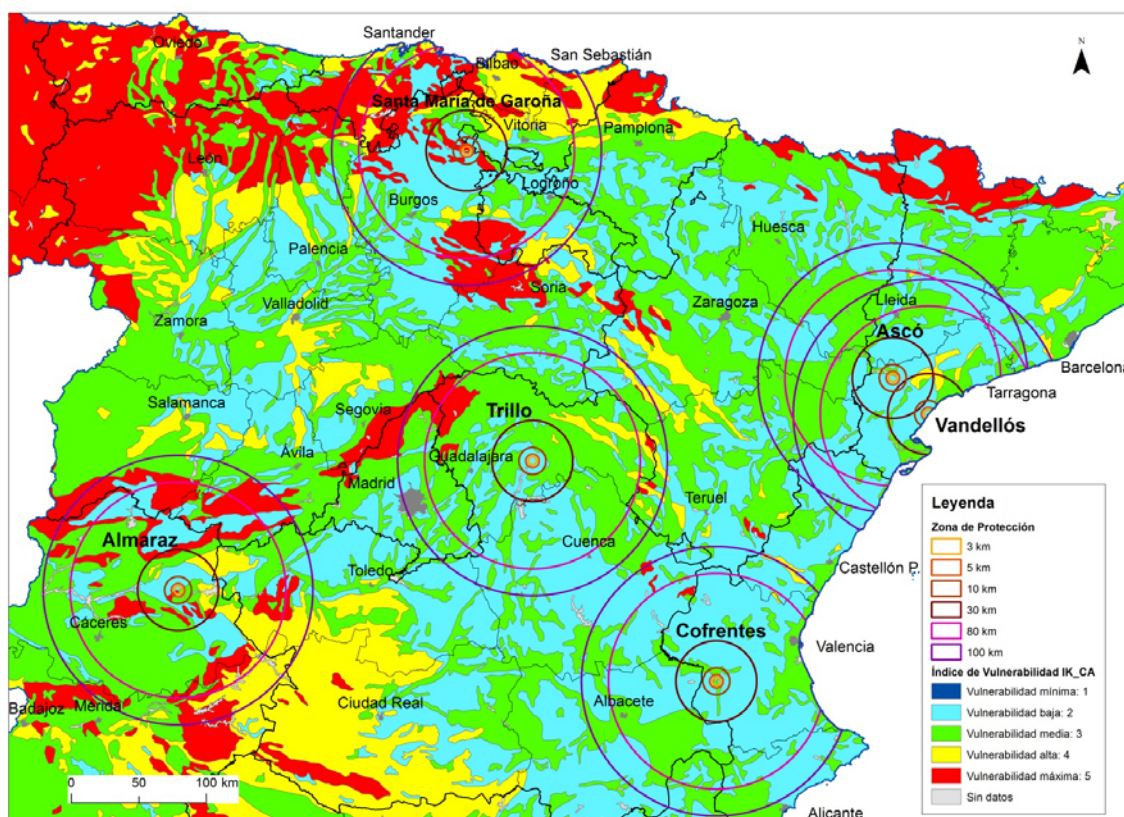 Santander
Oviedo
San Sebastián
Bilbao
N
Santa María de Garoña
Vitoria
Pamplona
León
Logroño
Burgos
Huesca
Palencia
Soria
Lleida
Valladolid
Zaragoza
Zamora
Ascó
Barcelona
Tarragona
Salamanca
Segovia
Trillo
Vandellós
Ávila
Guadalajara
Madrid
Teruel
Almaraz
Cuenca
Toledo
Castellón P.
Cáceres
Cofrentes
Valencia
Albacete
Ciudad Real
Mérida
Badajoz
Alicante
0 50 100 km
Leyenda
Zona de Protección
3 km
5 km
10 km
30 km
80 km
100 km
Índice de Vulnerabilidad IK_CA
Vulnerabilidad mínima: 1
Vulnerabilidad baja: 2
Vulnerabilidad media: 3
Vulnerabilidad alta: 4
Vulnerabilidad máxima: 5
Sin datos